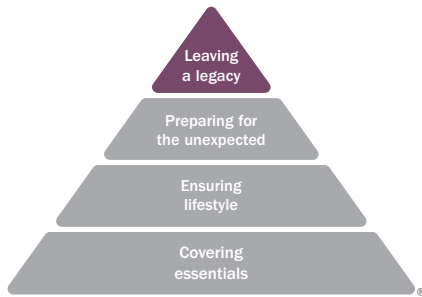 Leaving
a legacy
Preparing for
the unexpected
Ensuring
lifestyle
Covering
essentials
®